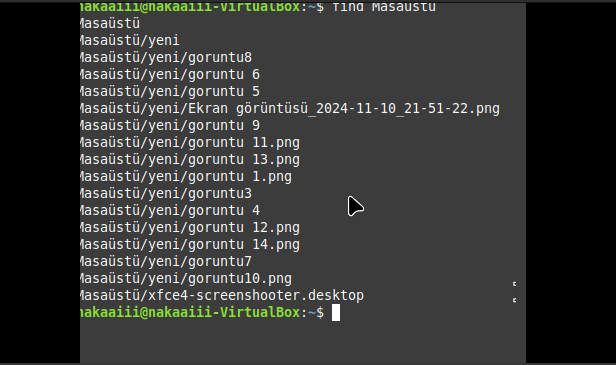 nakaaiii@nakaaiii-VirtualBox:~$ find Masaüstü
Masaüstü
Masaüstü/yeni
Masaüstü/yeni/goruntu8
Masaüstü/yeni/goruntu 6
Masaüstü/yeni/goruntu 5
Masaüstü/yeni/Ekran görüntüsü_2024-11-10_21-51-22.png
Masaüstü/yeni/goruntu 9
Masaüstü/yeni/goruntu 11.png
Masaüstü/yeni/goruntu 13.png
Masaüstü/yeni/goruntu 1.png
Masaüstü/yeni/goruntu3
Masaüstü/yeni/goruntu 4
Masaüstü/yeni/goruntu 12.png
Masaüstü/yeni/goruntu 14.png
Masaüstü/yeni/goruntu7
Masaüstü/yeni/goruntu10.png
Masaüstü/xfce4-screenshooter.desktop
nakaaiii@nakaaiii-VirtualBox:~$